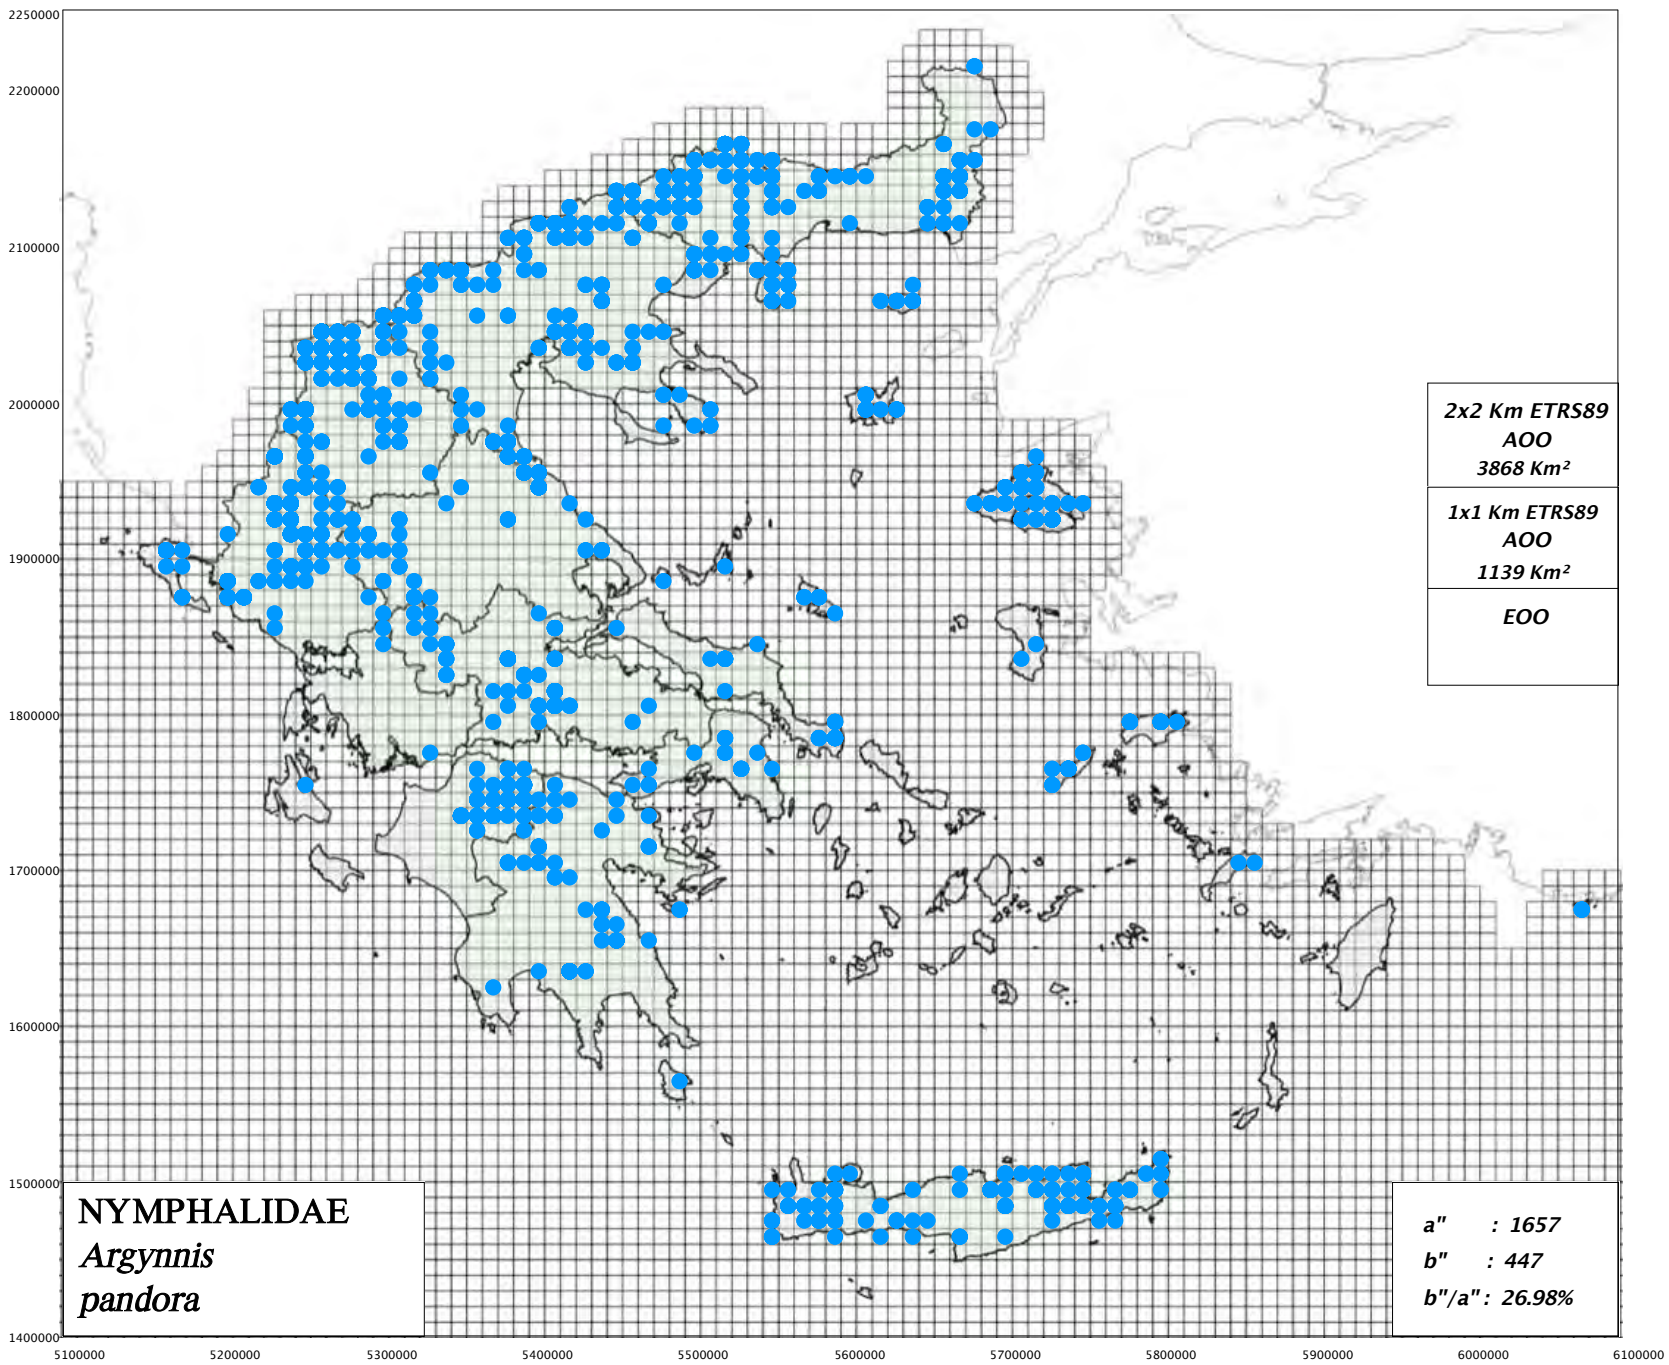 2250000
2200000
2100000
2000000
1900000
1800000
1700000
1600000
1500000
1400000
5100000 5200000 5300000 5400000 5500000 5600000 5700000 5800000 5900000 6000000 6100000
2x2 Km ETRS89
AOO
3868 Km²
1x1 Km ETRS89
AOO
1139 Km²
EOO
NYMPHALIDAE
Argynnis
pandora
a" : 1657
b" : 447
b"/a" : 26.98%